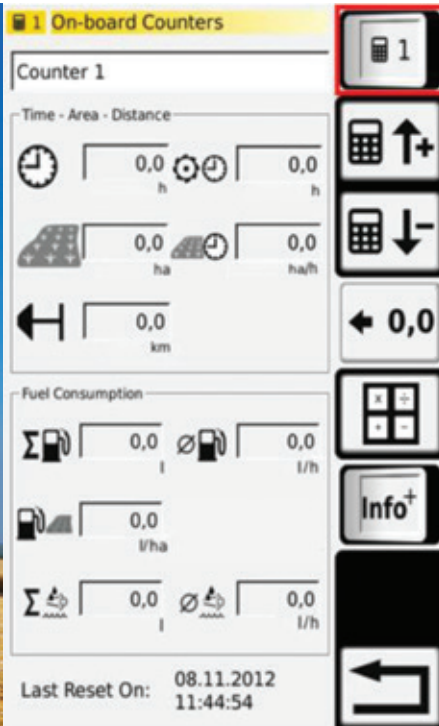 1 On-board Counters
1
Counter 1
Time - Area - Distance
0,0 0,0
h h
0,0 0,0
ha ha/h
0,0
km
← 0,0
Fuel Consumption
Σ 0,0 ⌀ 0,0
l l/h
0,0
l/ha
Info+
Σ 0,0 ⌀ 0,0
l l/h
Last Reset On: 08.11.2012
11:44:54